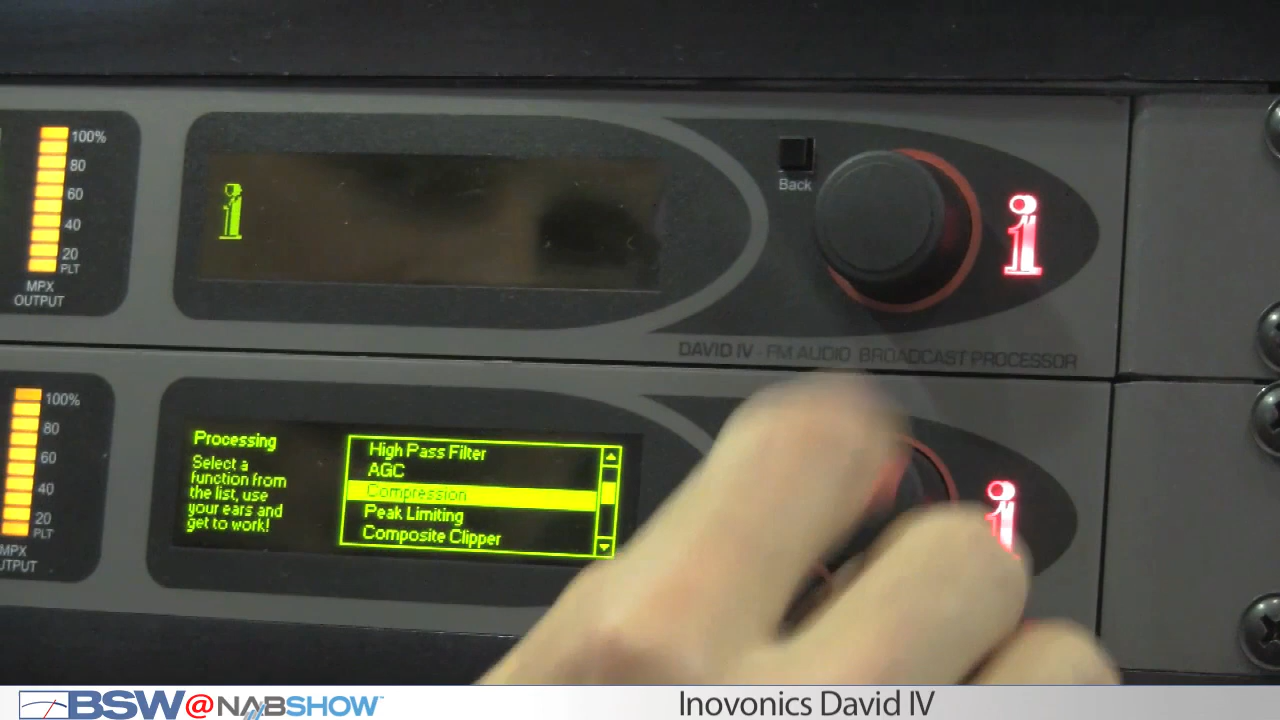 100%
80
60
40
20
PLT
MPX
OUTPUT
Back
DAVID IV - FM AUDIO BROADCAST PROCESSOR
100%
80
60
40
20
PLT
MPX
UTPUT
Processing
Select a
function from
the list, use
your ears and
get to work!
High Pass Filter
AGC
Compression
Peak Limiting
Composite Clipper
BSW@NABSHOW™
Inovonics David IV